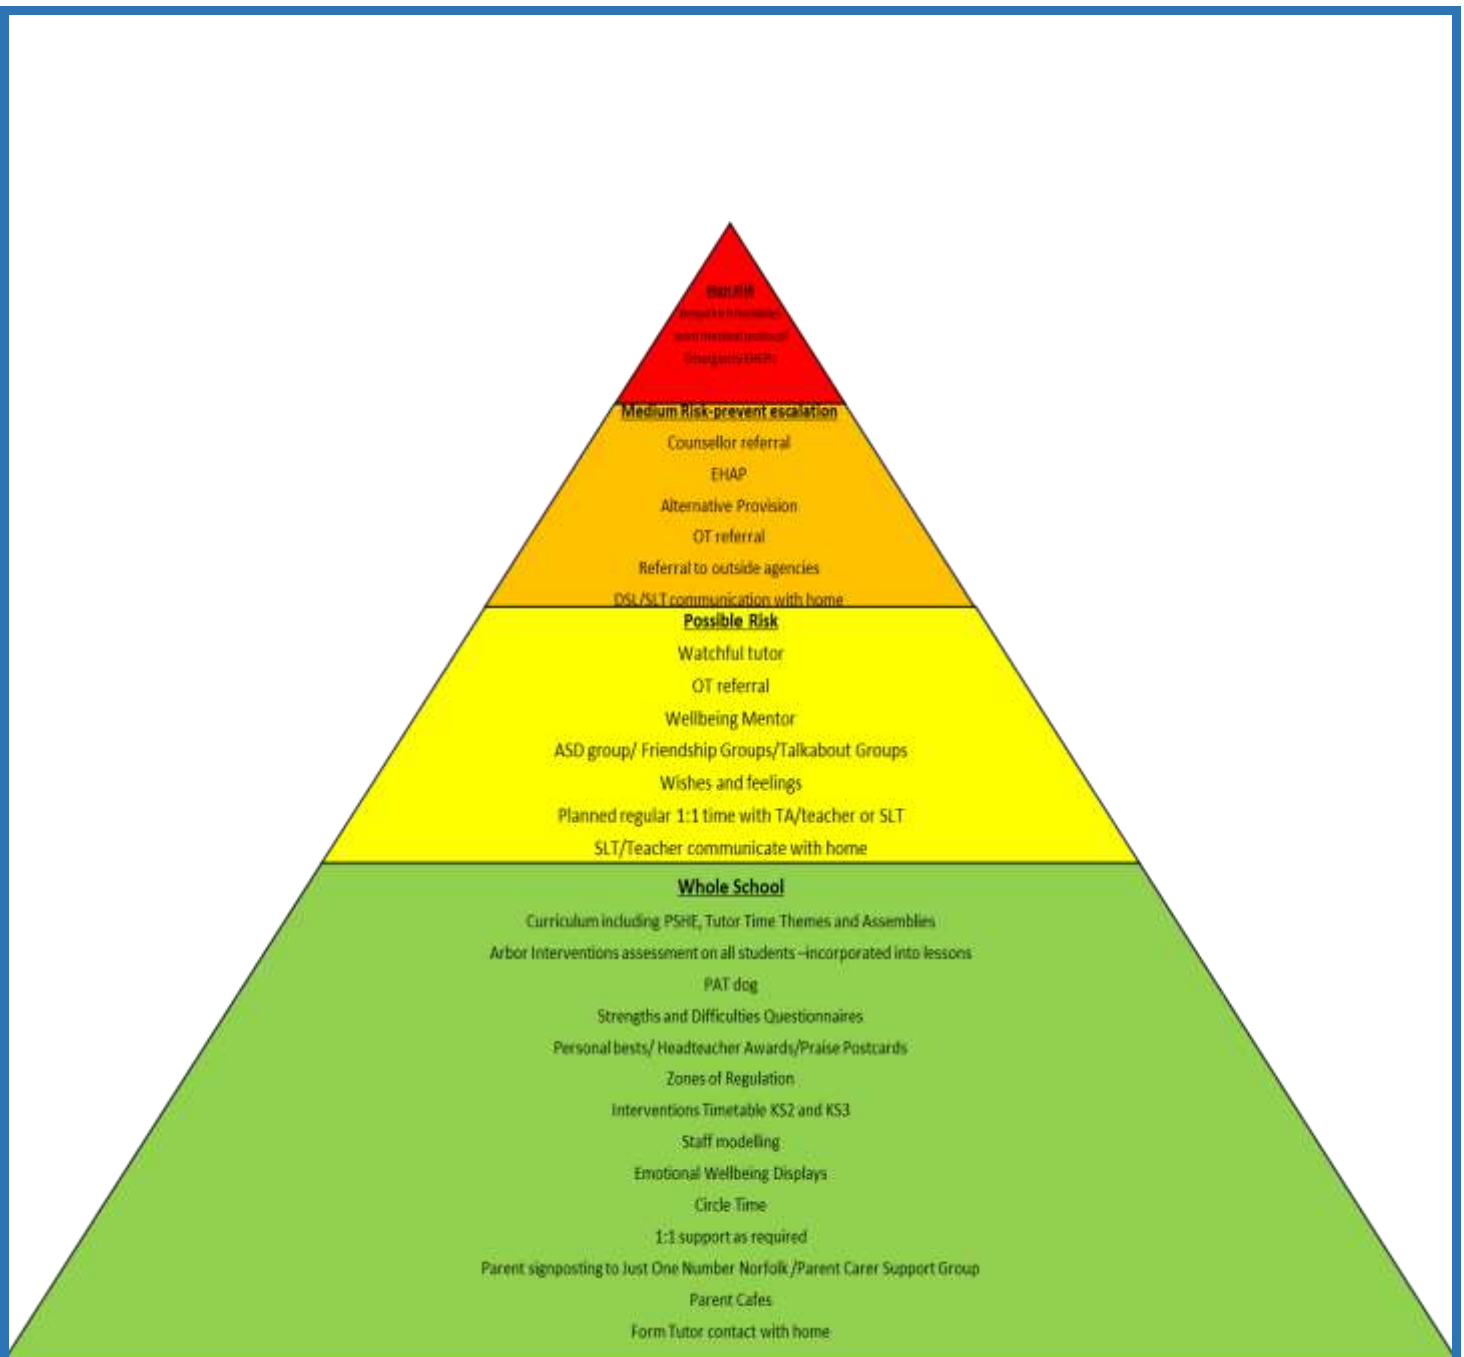 High Risk
Medium Risk-prevent escalation
Counsellor referral
EHAP
Alternative Provision
OT referral
Referral to outside agencies
DSL/SLT communication with home
Possible Risk
Watchful tutor
OT referral
Wellbeing Mentor
ASD group/ Friendship Groups/Talkabout Groups
Wishes and feelings
Planned regular 1:1 time with TA/teacher or SLT
SLT/Teacher communicate with home
Whole School
Curriculum including PSHE, Tutor Time Themes and Assemblies
Arbor Interventions assessment on all students –incorporated into lessons
PAT dog
Strengths and Difficulties Questionnaires
Personal bests/ Headteacher Awards/Praise Postcards
Zones of Regulation
Interventions Timetable KS2 and KS3
Staff modelling
Emotional Wellbeing Displays
Circle Time
1:1 support as required
Parent signposting to Just One Number Norfolk /Parent Carer Support Group
Parent Cafes
Form Tutor contact with home